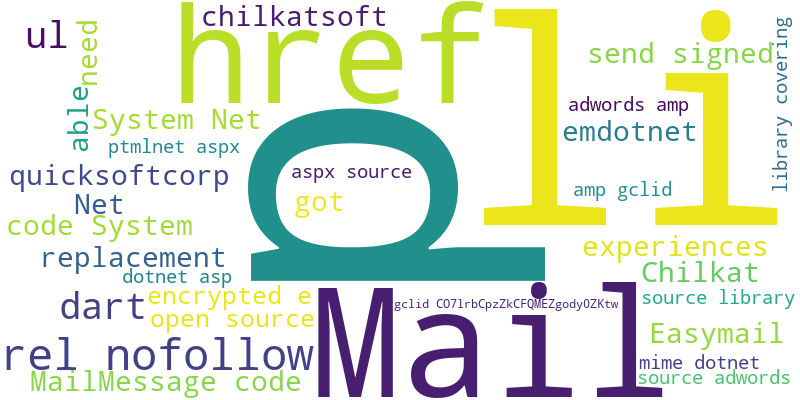 chilkatsoft
href
li
ul
need
send signed
library covering
able
System Net
adwords amp
emdotnet
ptmlnet aspx
p
aspx source
quicksoftcorp
amp gclid
Net
got
code System
experiences
replacement
dotnet asp
Chilkat
encrypted e
source library
dart
gclid CO7lrbCpzZkCFQMEZgodyOZKtw
open source
Easymail
Mail
rel nofollow
mime dotnet
MailMessage code
source adwords